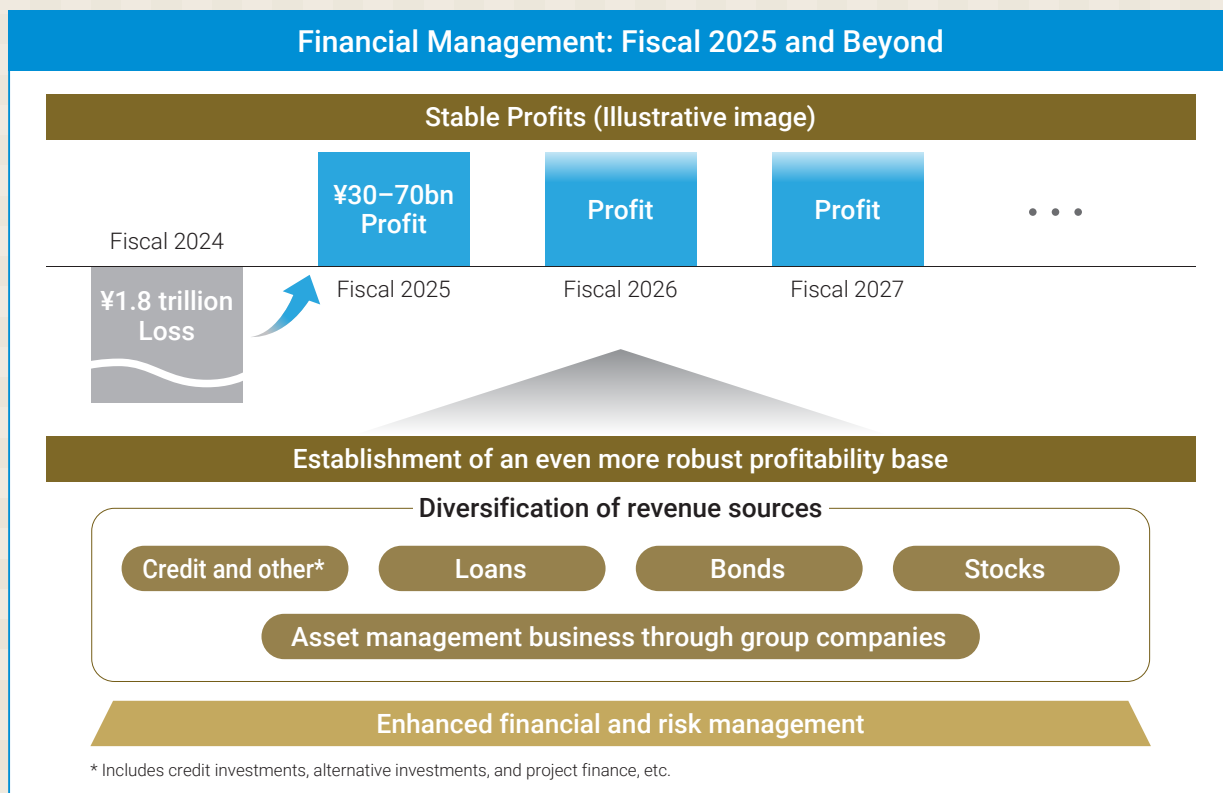 Financial Management: Fiscal 2025 and Beyond
Stable Profits (Illustrative image)
Fiscal 2024
¥1.8 trillion
Loss
¥30–70bn
Profit
Fiscal 2025
Profit
Fiscal 2026
Profit
Fiscal 2027
• • •
Establishment of an even more robust profitability base
Diversification of revenue sources
Credit and other*
Loans
Bonds
Stocks
Asset management business through group companies
Enhanced financial and risk management
* Includes credit investments, alternative investments, and project finance, etc.